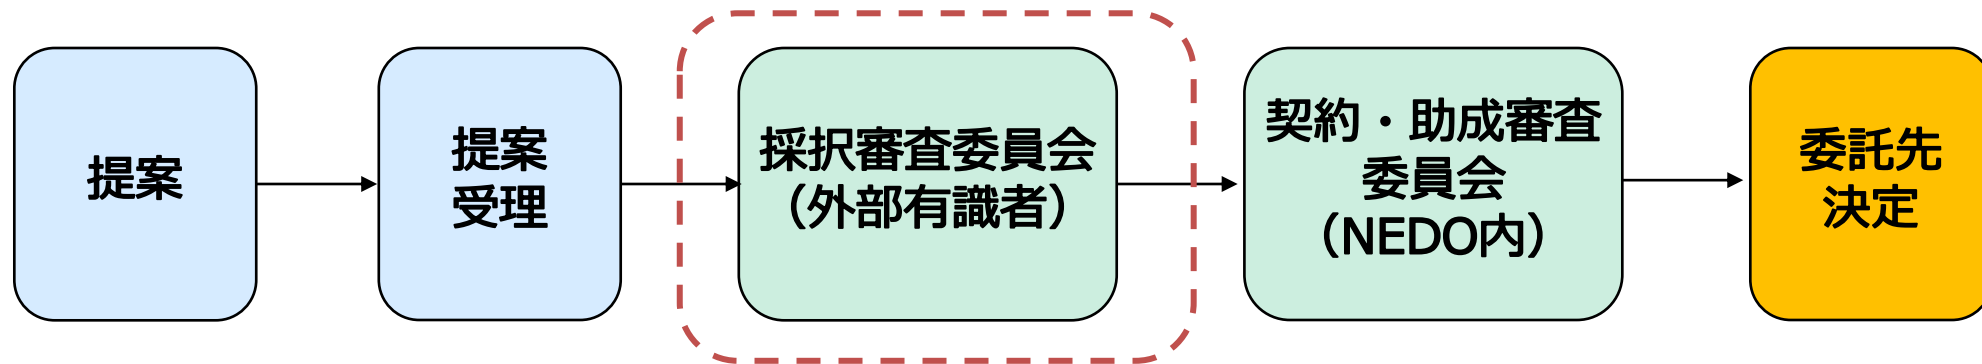 提案
提案
受理
採択審査委員会
（外部有識者）
契約・助成審査
委員会
（NEDO内）
委託先
決定